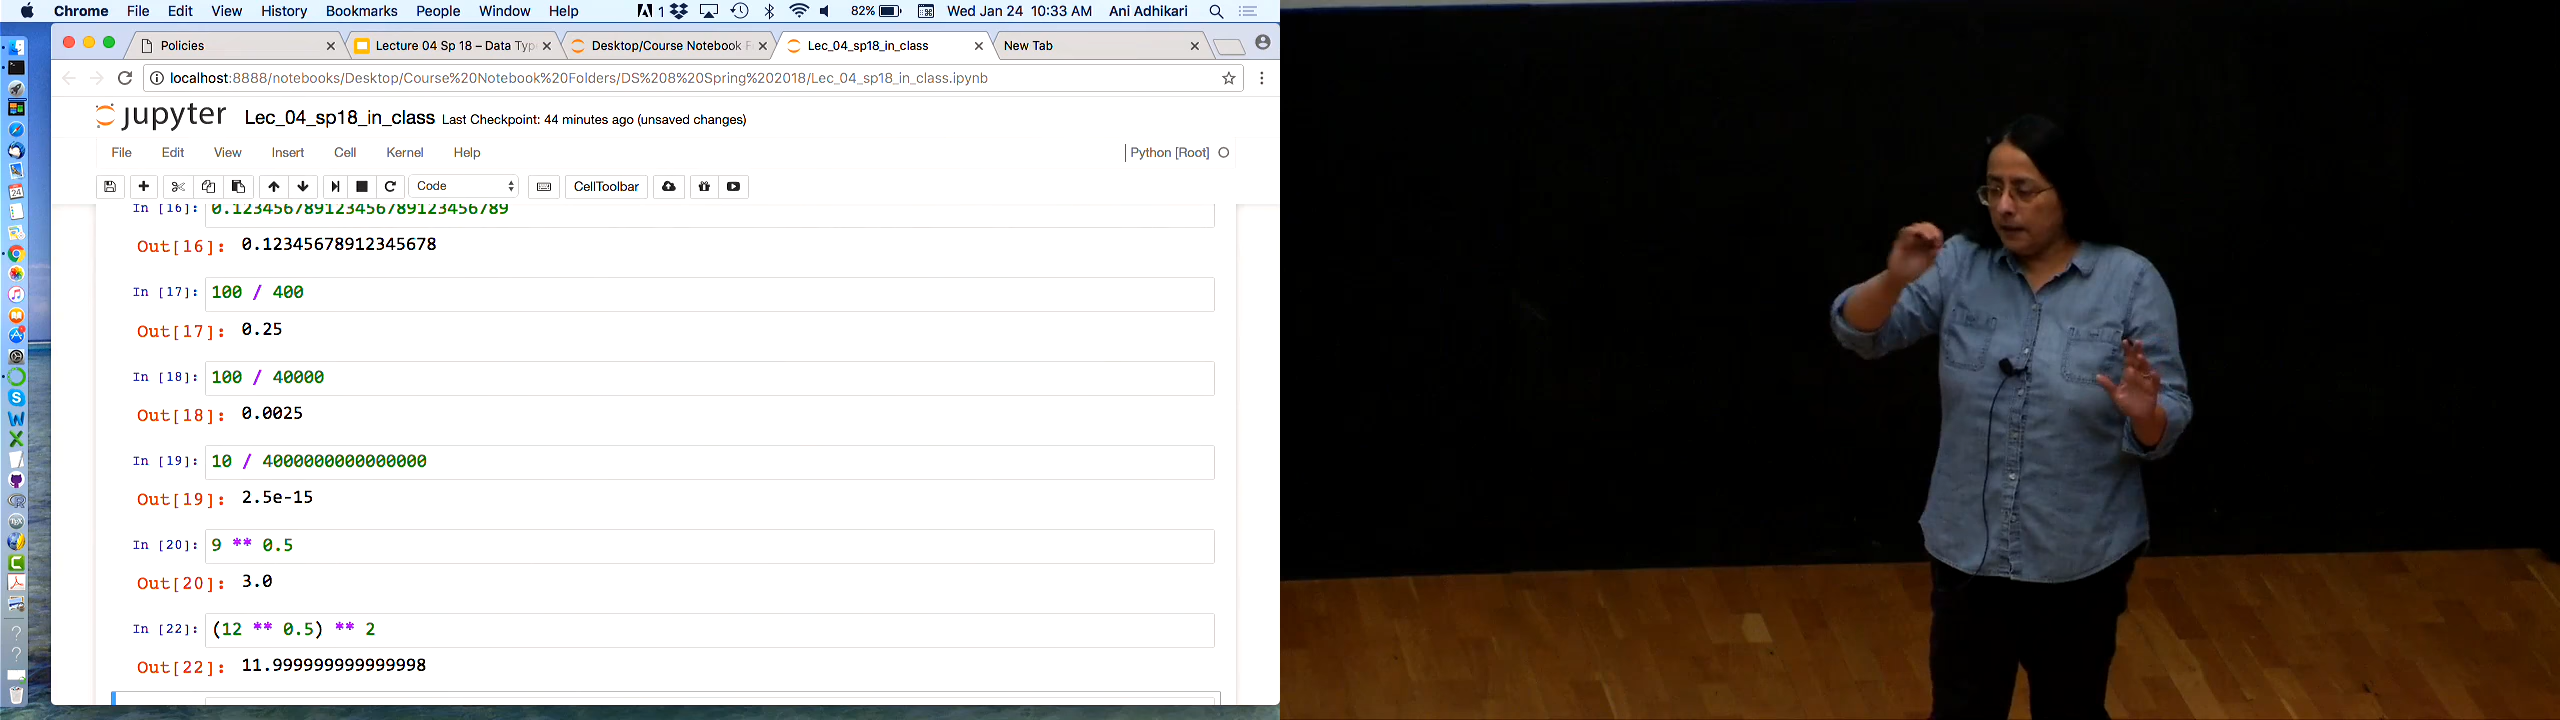 Chrome File Edit View History Bookmarks People Window Help 1 82% Wed Jan 24 10:33 AM Ani Adhikari
Policies Lecture 04 Sp 18 – Data Typ Desktop/Course Notebook F Lec_04_sp18_in_class New Tab
localhost:8888/notebooks/Desktop/Course%20Notebook%20Folders/DS%208%20Spring%202018/Lec_04_sp18_in_class.ipynb
jupyter Lec_04_sp18_in_class Last Checkpoint: 44 minutes ago (unsaved changes)
File Edit View Insert Cell Kernel Help Python [Root]
Code CellToolbar
In [16]: 0.123456789123456789123456789
Out[16]: 0.12345678912345678
In [17]: 100 / 400
Out[17]: 0.25
In [18]: 100 / 40000
Out[18]: 0.0025
In [19]: 10 / 4000000000000000
Out[19]: 2.5e-15
In [20]: 9 ** 0.5
Out[20]: 3.0
In [22]: (12 ** 0.5) ** 2
Out[22]: 11.999999999999998